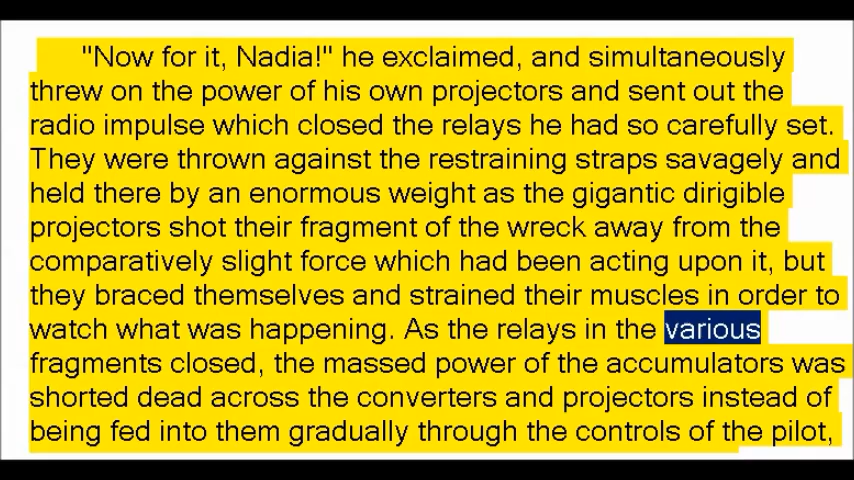 "Now for it, Nadia!" he exclaimed, and simultaneously
threw on the power of his own projectors and sent out the
radio impulse which closed the relays he had so carefully set.
They were thrown against the restraining straps savagely and
held there by an enormous weight as the gigantic dirigible
projectors shot their fragment of the wreck away from the
comparatively slight force which had been acting upon it, but
they braced themselves and strained their muscles in order to
watch what was happening. As the relays in the various
fragments closed, the massed power of the accumulators was
shorted dead across the converters and projectors instead of
being fed into them gradually through the controls of the pilot,